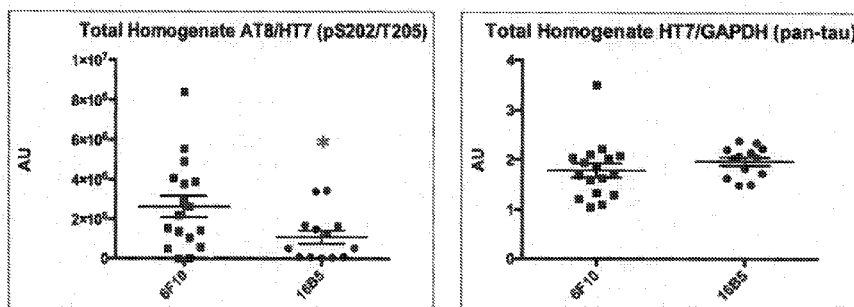 Total Homogenate AT8/HT7 (pS202/T205)
1×10⁷
8×10⁶
6×10⁶
4×10⁶
2×10⁶
0
AU
*
6F10
16B5
Total Homogenate HT7/GAPDH (pan-tau)
4
3
2
1
0
AU
6F10
16B5